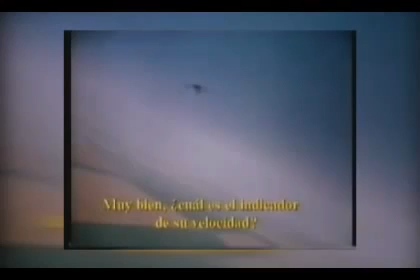 Muy bien, ¿cuál es el indicador
de su velocidad?